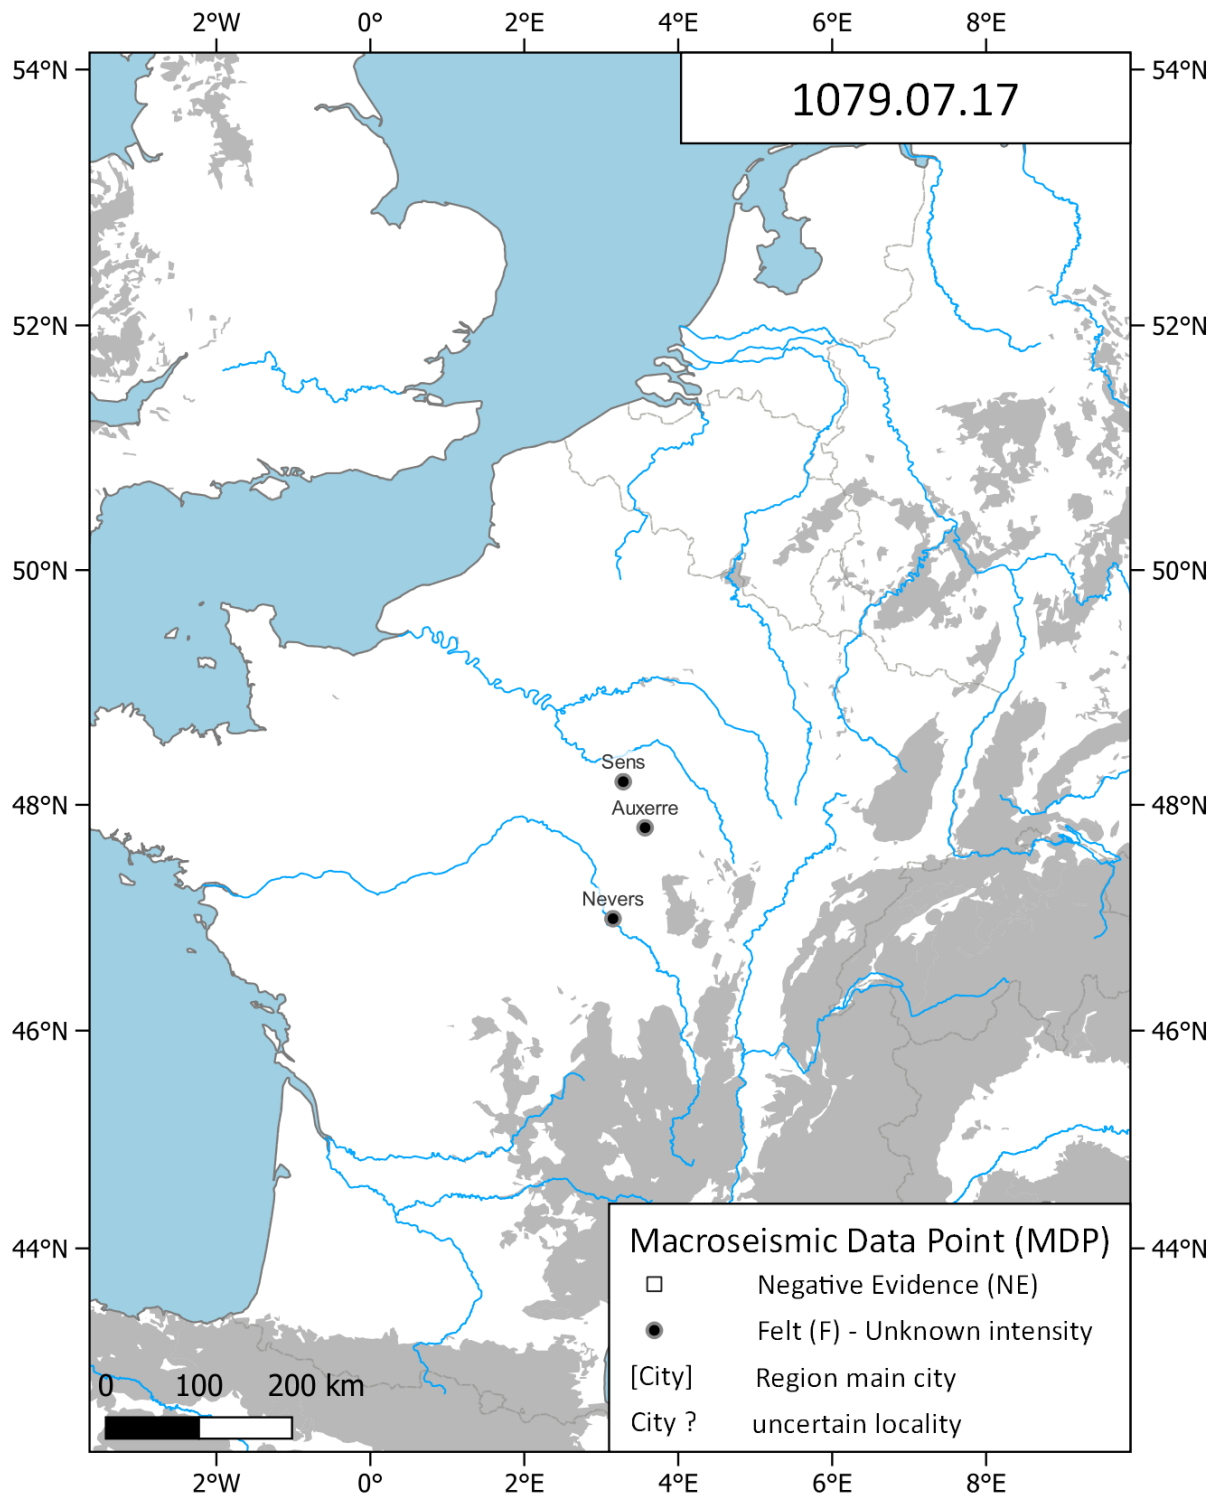 2°W 0° 2°E 4°E 6°E 8°E
54°N 54°N
1079.07.17
52°N 52°N
50°N 50°N
Sens
48°N 48°N
Auxerre
Nevers
46°N 46°N
44°N 44°N
Macroseismic Data Point (MDP)
Negative Evidence (NE)
Felt (F) - Unknown intensity
[City] Region main city
City ? uncertain locality
0 100 200 km
2°W 0° 2°E 4°E 6°E 8°E